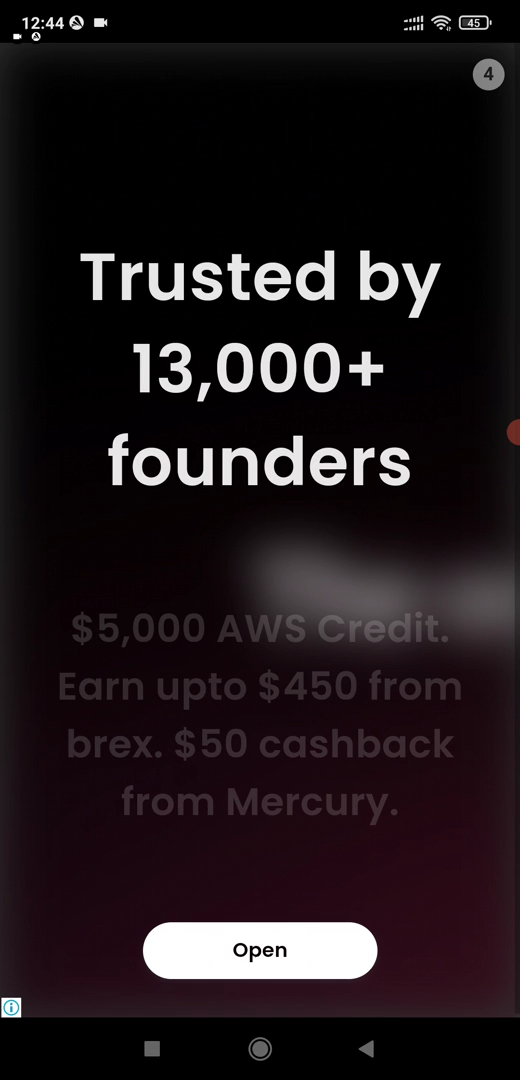 12:44
45
4
Trusted by
13,000+
founders
$5,000 AWS Credit.
Earn upto $450 from
brex. $50 cashback
from Mercury.
Open